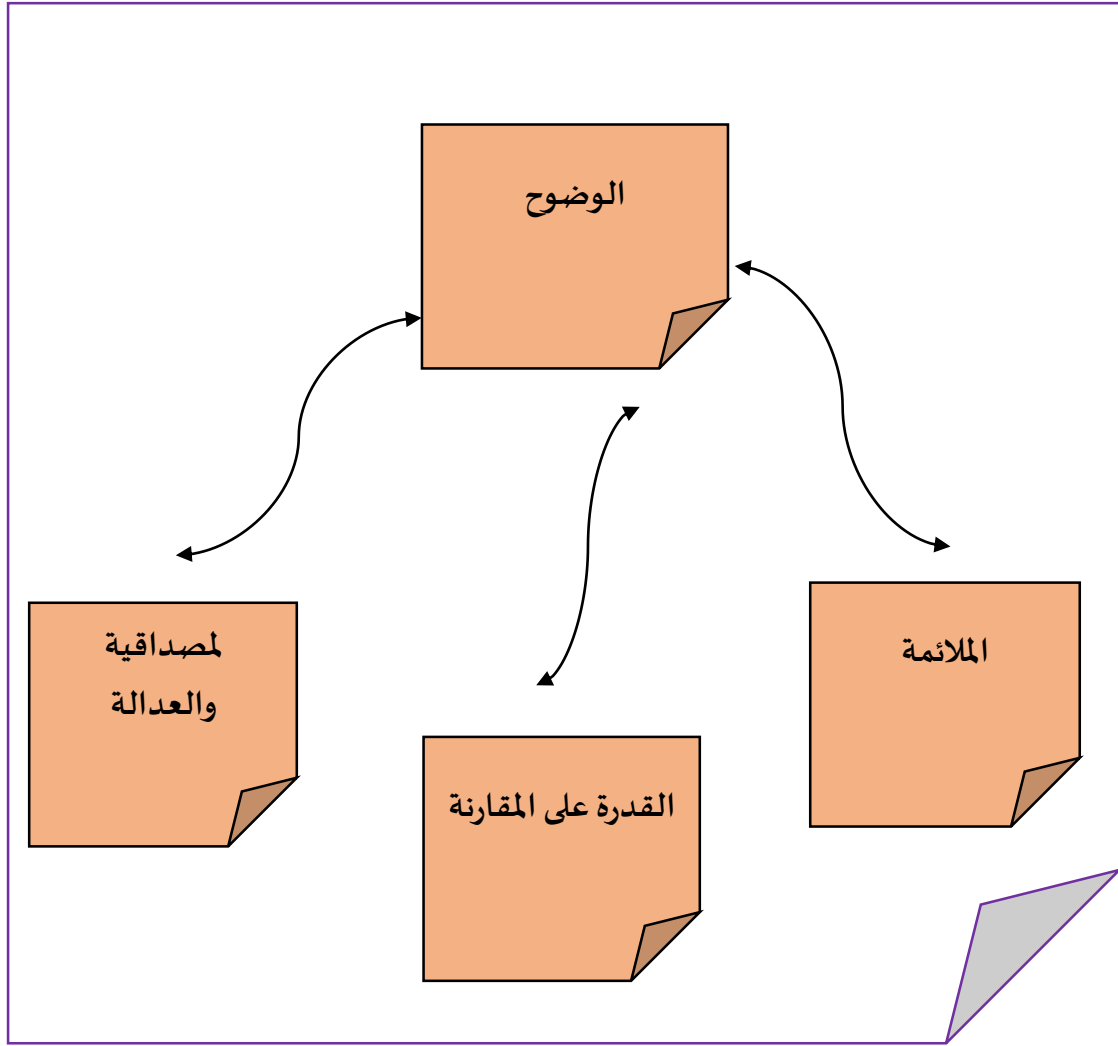 الوضوح
الملائمة
لمصداقية
والعدالة
القدرة على المقارنة